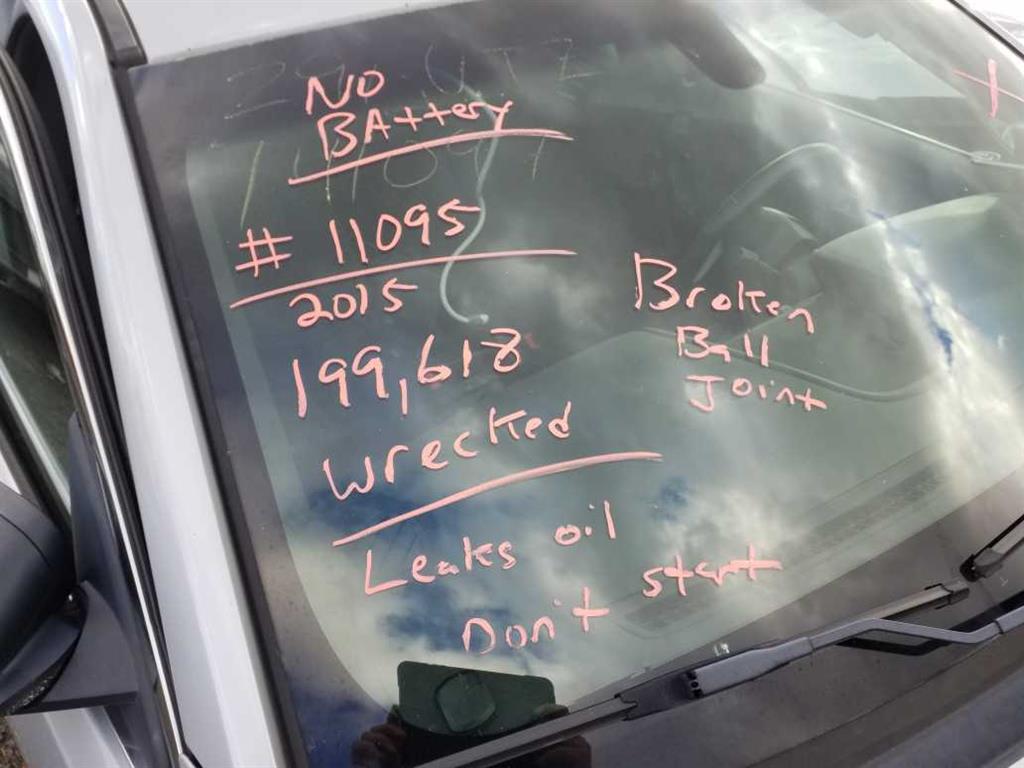 No
BAttery
# 11095
2015
199,618
wrecked
Leaks oil
Don't start
Broken
Ball
Joint